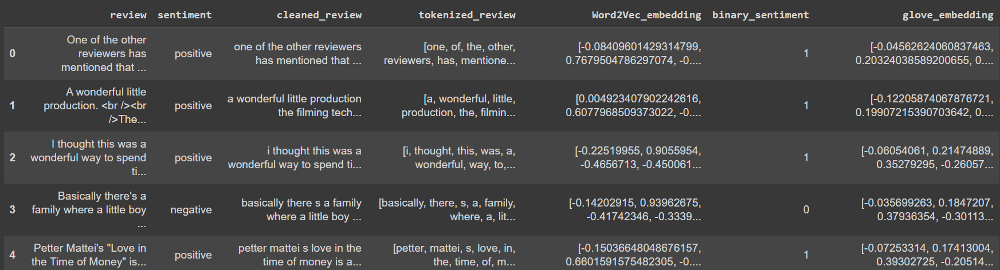 review sentiment cleaned_review tokenized_review Word2Vec_embedding binary_sentiment glove_embedding
One of the other one of the other reviewers [one, of, the, other, [-0.08409601429314799, [-0.04562624060837463,
0 reviewers has positive has mentioned that ... reviewers, has, mentione... 0.7679504786297074, -0.... 1 0.20324038589200655, 0....
mentioned that ...
A wonderful little a wonderful little production [a, wonderful, little, [0.004923407902242616, [-0.12205874067876721,
1 production. <br /><br positive the filming tech... production, the, filmin... 0.6077968509373022, -0.... 1 0.19907215390703642, 0....
/>The...
I thought this was a i thought this was a [i, thought, this, was, a, [-0.22519955, 0.9055954, [-0.06054061, 0.21474889,
2 wonderful way to spend positive wonderful way to spend ti... wonderful, way, to,... -0.4656713, -0.450061... 1 0.35279295, -0.26057...
ti...
Basically there's a basically there s a family [basically, there, s, a, family, [-0.14202915, 0.93962675, [-0.035699263, 0.1847207,
3 family where a little boy negative where a little boy ... where, a, lit... -0.41742346, -0.3339... 0 0.37936354, -0.30113...
...
Petter Mattei's "Love in petter mattei s love in the [petter, mattei, s, love, in, [-0.15036648048676157, [-0.07253314, 0.17413004,
4 the Time of Money" is... positive time of money is a... the, time, of, m... 0.6601591574482305, -0.... 1 0.39302725, -0.20514...